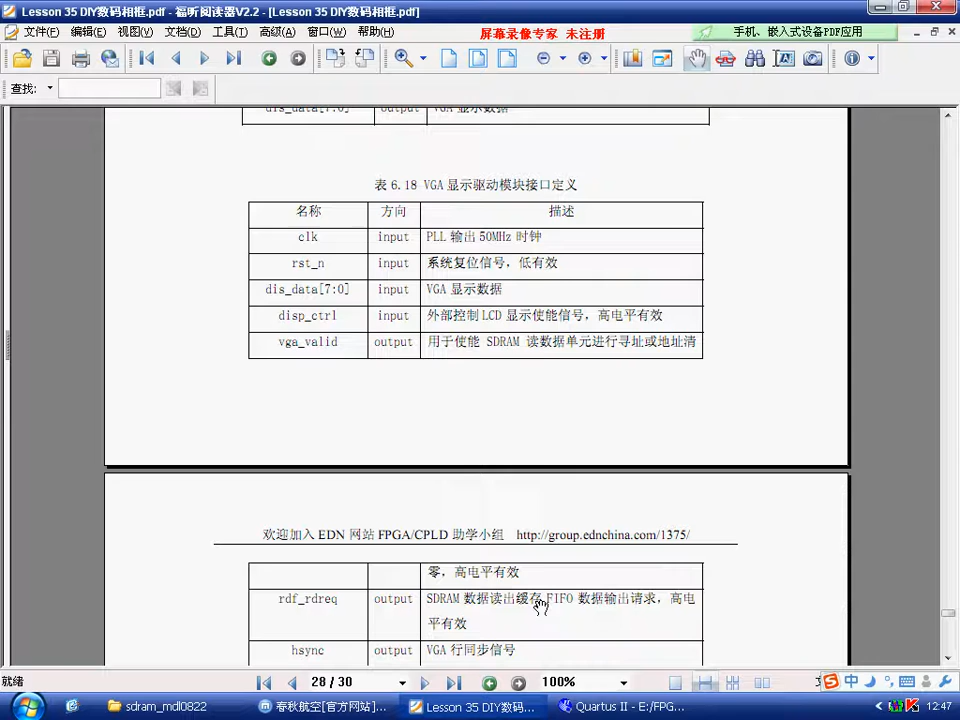 Lesson 35 DIY数码相框.pdf - 福昕阅读器V2.2 - [Lesson 35 DIY数码相框.pdf]
文件(F) 编辑(E) 视图(V) 文档(D) 工具(T) 高级(A) 窗口(W) 帮助(H)
屏幕录像专家 未注册
手机、嵌入式设备PDF应用
查找:
dis_data[7:0] output VGA 显示数据
表 6.18 VGA 显示驱动模块接口定义
名称 方向 描述
clk input PLL 输出 50MHz 时钟
rst_n input 系统复位信号，低有效
dis_data[7:0] input VGA 显示数据
disp_ctrl input 外部控制 LCD 显示使能信号，高电平有效
vga_valid output 用于使能 SDRAM 读数据单元进行寻址或地址清
欢迎加入 EDN 网站 FPGA/CPLD 助学小组 http://group.ednchina.com/1375/
零，高电平有效
rdf_rdreq output SDRAM 数据读出缓存 FIFO 数据输出请求，高电
平有效
hsync output VGA 行同步信号
就绪
28 / 30
100%
中
sdram_mdl0822
春秋航空[官方网站]...
Lesson 35 DIY数码...
Quartus II - E:/FPG...
12:47